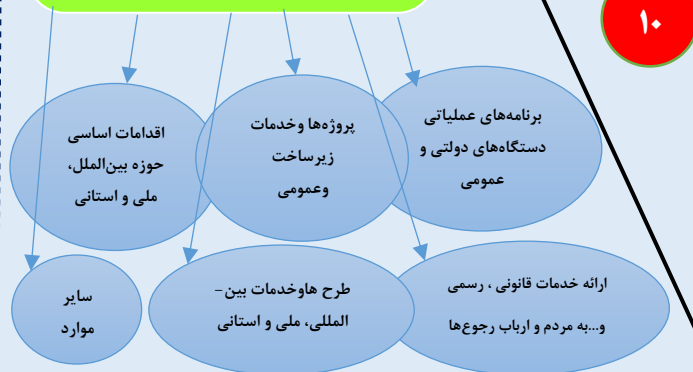 ۱۰
برنامه‌های عملیاتی
دستگاه‌های دولتی و
عمومی
پروژه‌ها وخدمات
زیرساخت
وعمومی
اقدامات اساسی
حوزه بین‌الملل،
ملی و استانی
ارائه خدمات قانونی ، رسمی
و...به مردم و ارباب رجوع‌ها
طرح هاوخدمات بین-
المللی، ملی و استانی
سایر
موارد